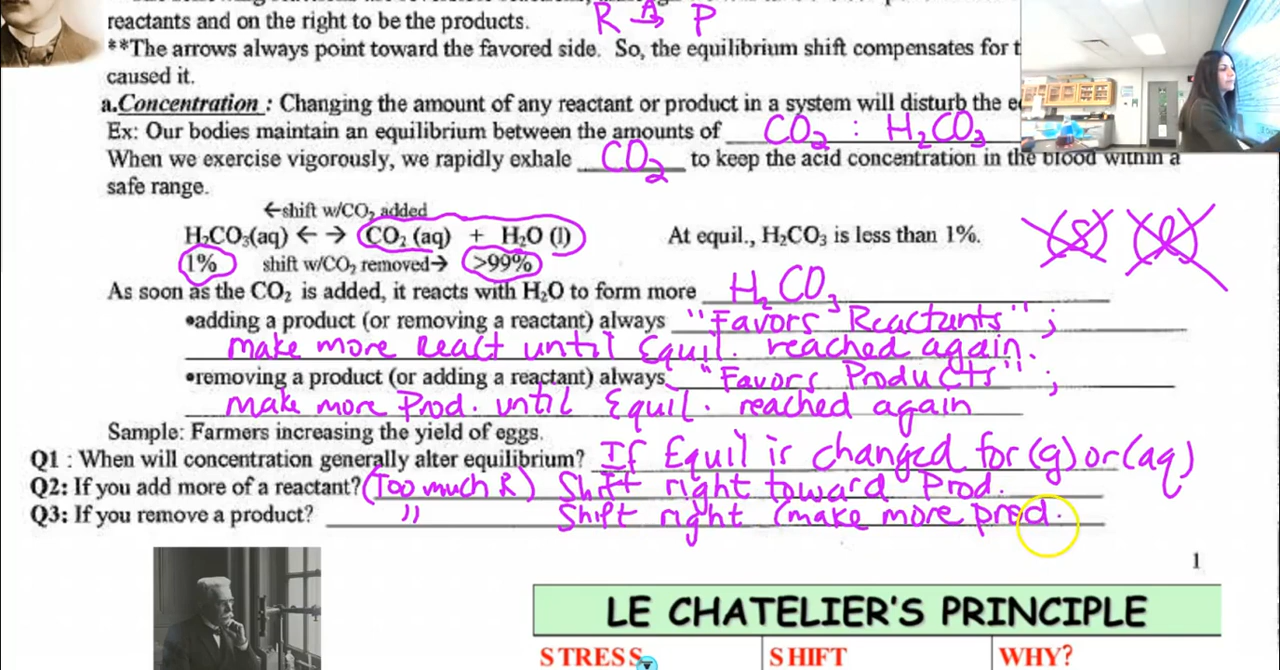 reactants and on the right to be the products. R ⇌ P
**The arrows always point toward the favored side. So, the equilibrium shift compensates for t
caused it.
a.Concentration : Changing the amount of any reactant or product in a system will disturb the e
Ex: Our bodies maintain an equilibrium between the amounts of CO₂ : H₂CO₃
When we exercise vigorously, we rapidly exhale CO₂ to keep the acid concentration in the blood within a
safe range.
←shift w/CO₂ added
H₂CO₃(aq) ← → CO₂ (aq) + H₂O (l) At equil., H₂CO₃ is less than 1%. (s) (l)
1% shift w/CO₂ removed→ >99%
As soon as the CO₂ is added, it reacts with H₂O to form more H₂CO₃
•adding a product (or removing a reactant) always "Favors Reactants";
make more React until Equil. reached again.
•removing a product (or adding a reactant) always "Favors Products";
make more Prod. until Equil. reached again
Sample: Farmers increasing the yield of eggs.
Q1 : When will concentration generally alter equilibrium? If Equil is changed for (g) or (aq)
Q2: If you add more of a reactant? (Too much R) Shift right toward Prod.
Q3: If you remove a product? " Shift right (make more prod.
1
LE CHATELIER'S PRINCIPLE
STRESS SHIFT WHY?